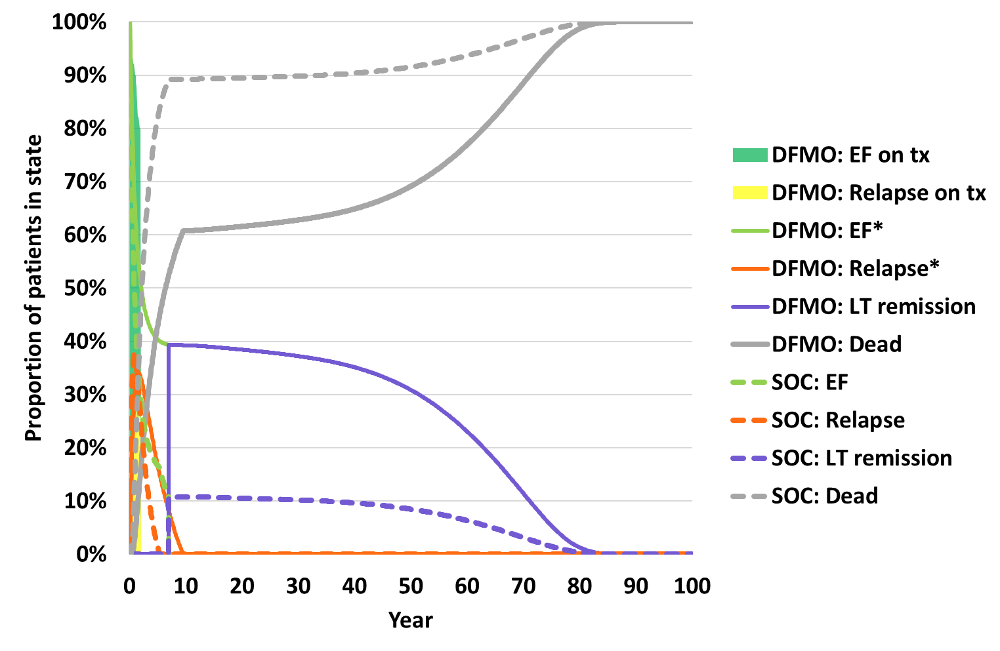 100%
90%
80%
70%
60%
50%
40%
30%
20%
10%
0%
Proportion of patients in state
0 10 20 30 40 50 60 70 80 90 100
Year
DFMO: EF on tx
DFMO: Relapse on tx
DFMO: EF*
DFMO: Relapse*
DFMO: LT remission
DFMO: Dead
SOC: EF
SOC: Relapse
SOC: LT remission
SOC: Dead